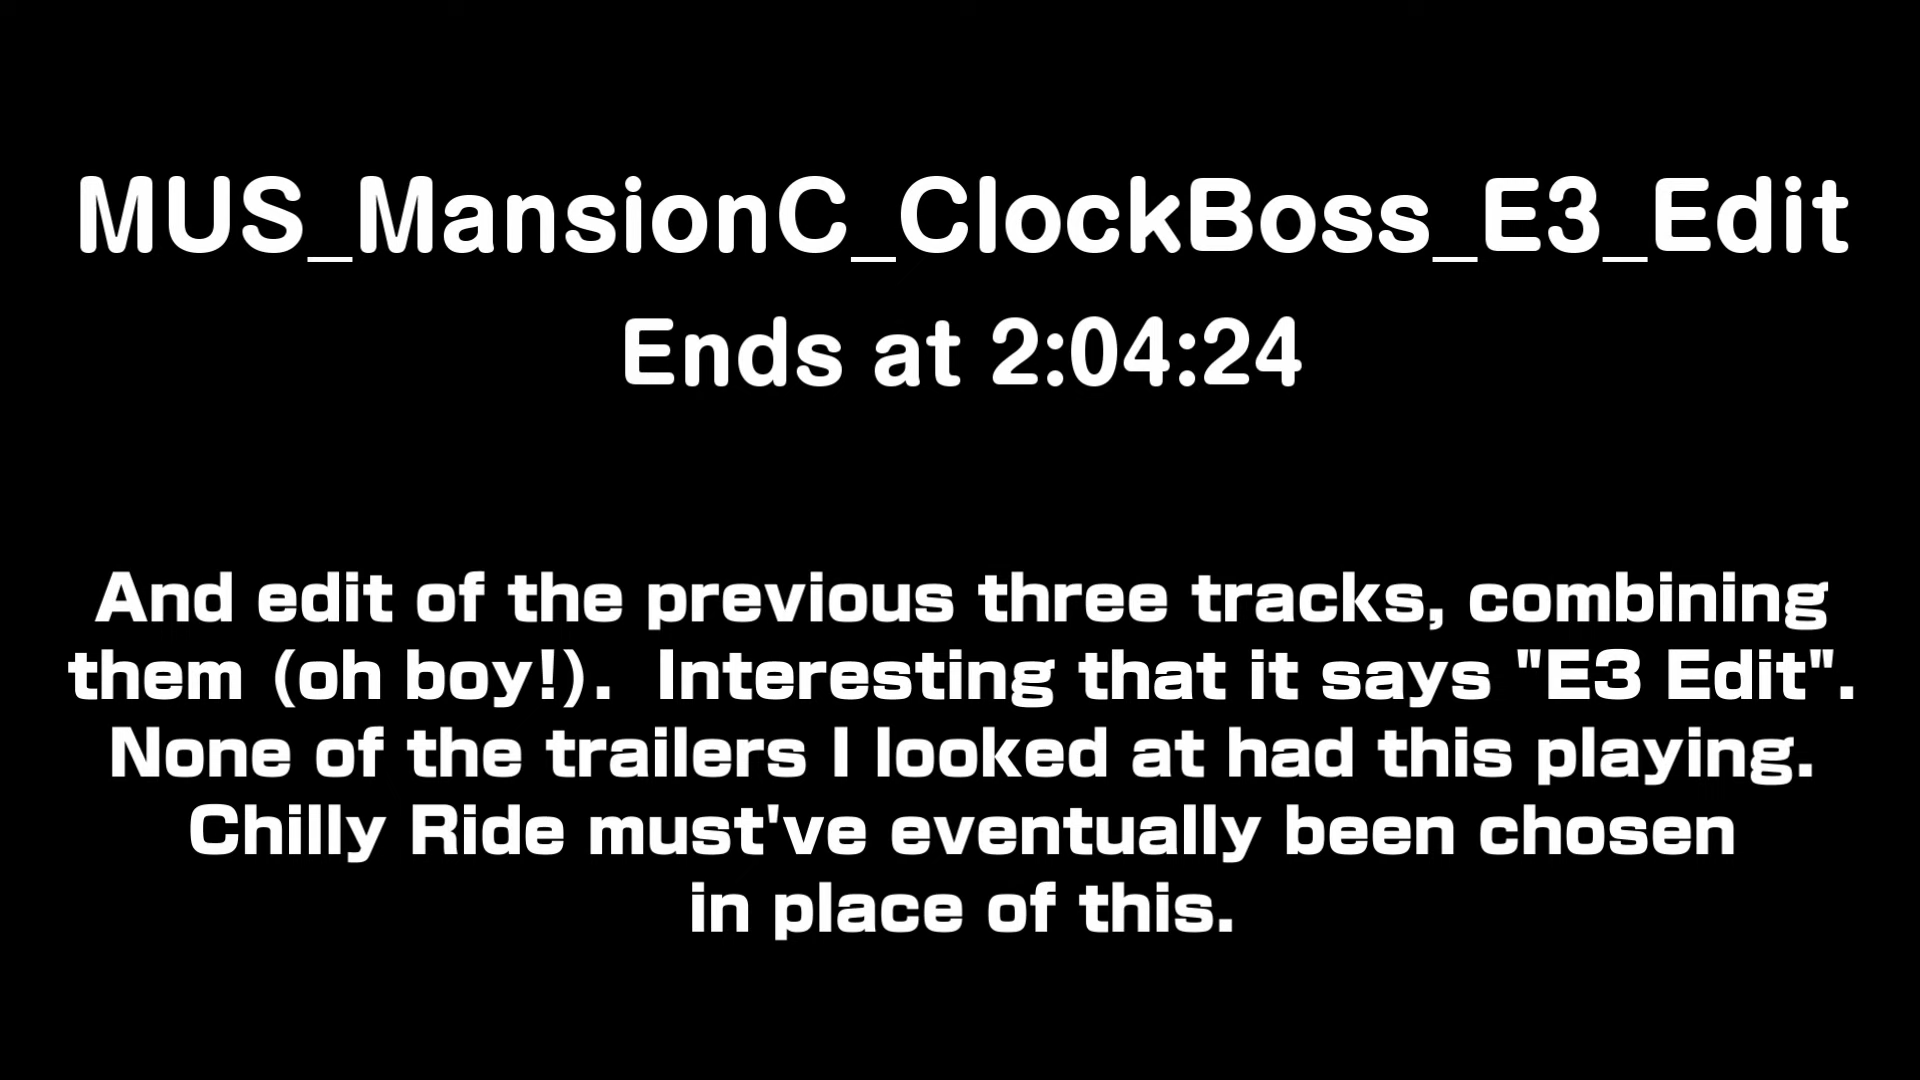 MUS_MansionC_ClockBoss_E3_Edit
Ends at 2:04:24
And edit of the previous three tracks, combining
them (oh boy!).  Interesting that it says "E3 Edit".
None of the trailers I looked at had this playing.
Chilly Ride must've eventually been chosen
in place of this.